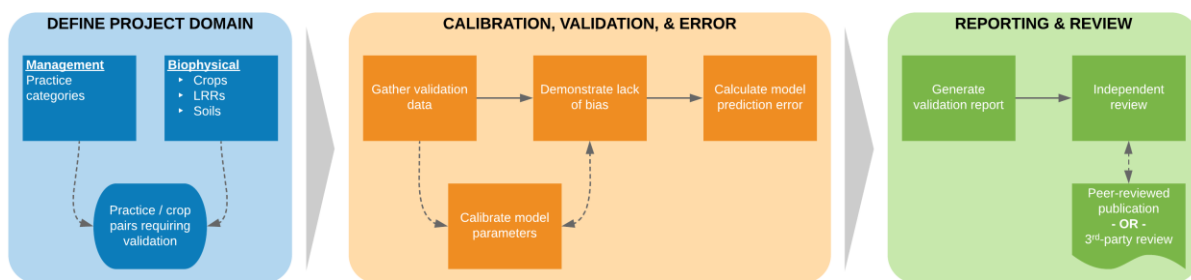 DEFINE PROJECT DOMAIN
Management
Practice
categories
Biophysical
‣ Crops
‣ LRRs
‣ Soils
Practice / crop
pairs requiring
validation
CALIBRATION, VALIDATION, & ERROR
Gather validation
data
Demonstrate lack
of bias
Calculate model
prediction error
Calibrate model
parameters
REPORTING & REVIEW
Generate
validation report
Independent
review
Peer-reviewed
publication
- OR -
3rd-party review